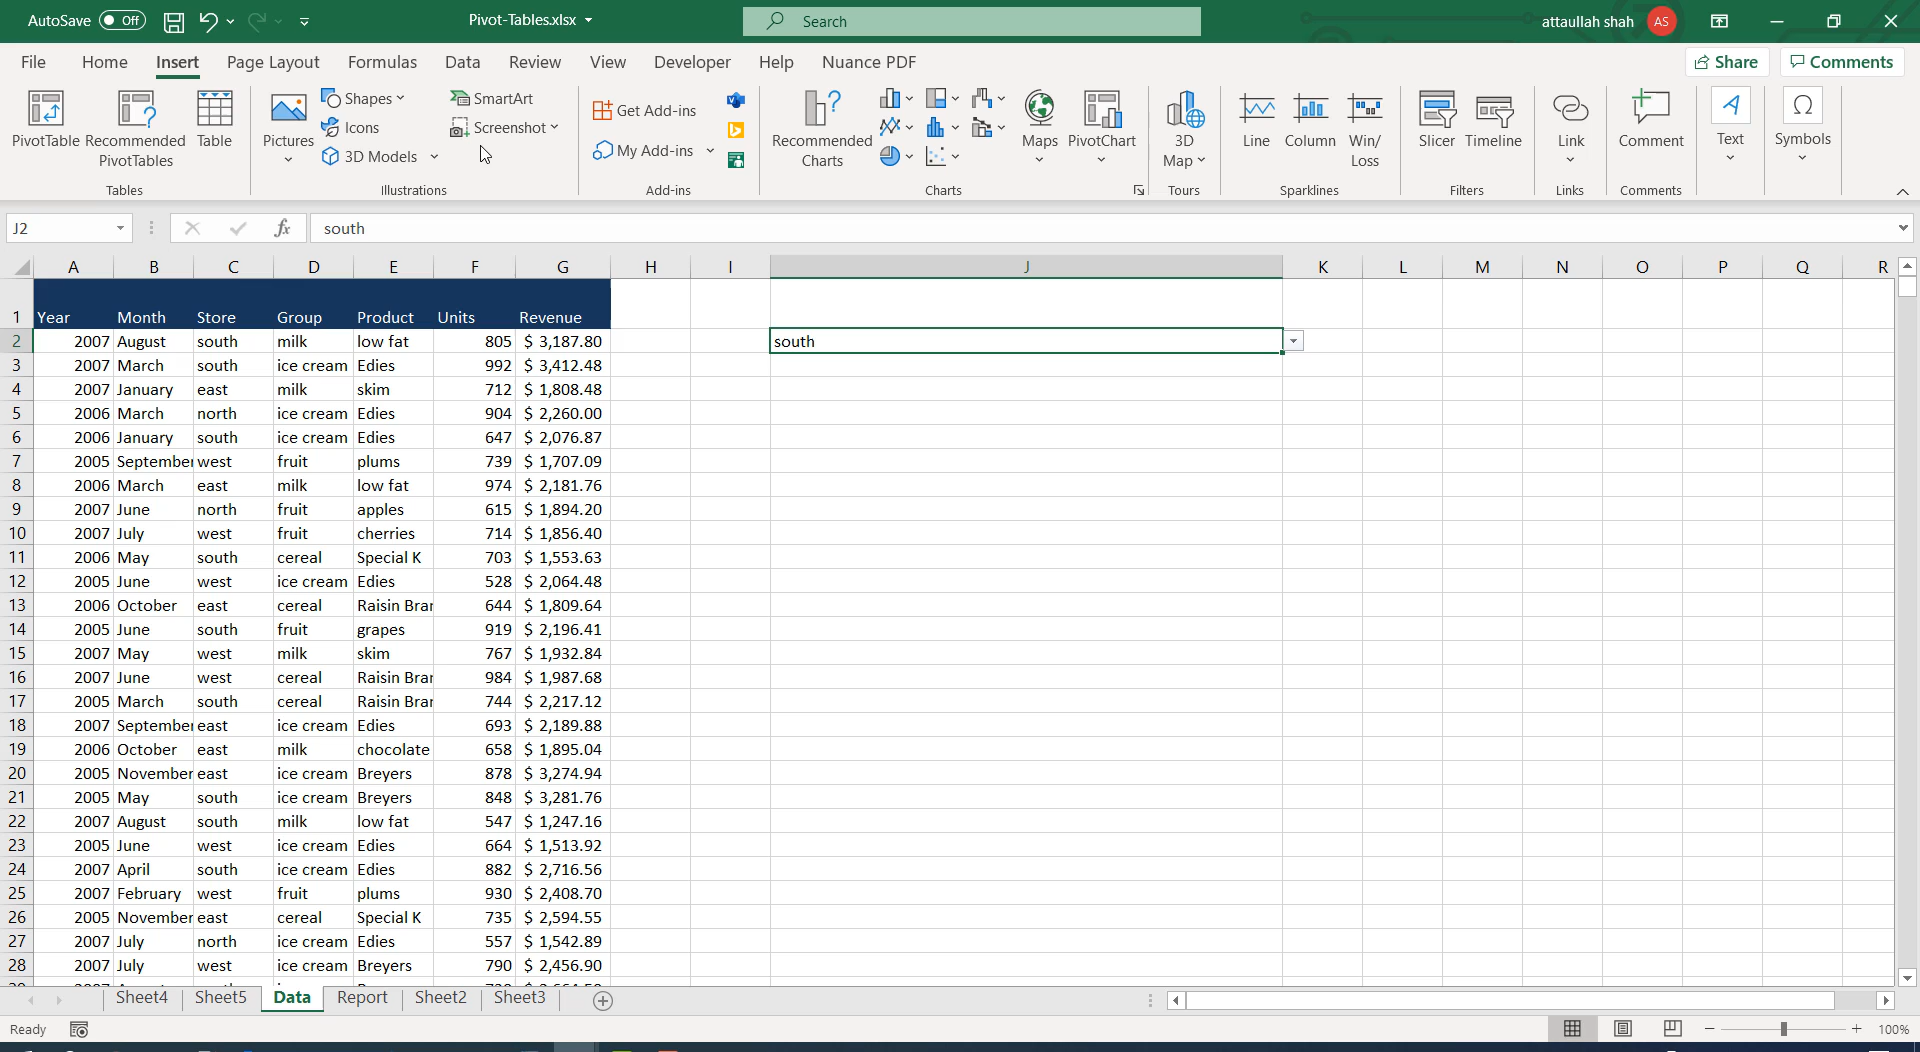 AutoSave Off Pivot-Tables.xlsx Search attaullah shah AS
File Home Insert Page Layout Formulas Data Review View Developer Help Nuance PDF Share Comments
PivotTable Recommended PivotTables Table
Tables
Pictures Shapes Icons 3D Models SmartArt Screenshot
Illustrations
Get Add-ins
My Add-ins
Add-ins
Recommended Charts Maps PivotChart
Charts
3D Map
Tours
Line Column Win/Loss
Sparklines
Slicer Timeline
Filters
Link
Links
Comment
Comments
Text
Symbols
J2 fx south
A B C D E F G H I J K L M N O P Q R
1 Year Month Store Group Product Units Revenue
2 2007 August south milk low fat 805 $ 3,187.80 south
3 2007 March south ice cream Edies 992 $ 3,412.48
4 2007 January east milk skim 712 $ 1,808.48
5 2006 March north ice cream Edies 904 $ 2,260.00
6 2006 January south ice cream Edies 647 $ 2,076.87
7 2005 September west fruit plums 739 $ 1,707.09
8 2006 March east milk low fat 974 $ 2,181.76
9 2007 June north fruit apples 615 $ 1,894.20
10 2007 July west fruit cherries 714 $ 1,856.40
11 2006 May south cereal Special K 703 $ 1,553.63
12 2005 June west ice cream Edies 528 $ 2,064.48
13 2006 October east cereal Raisin Bran 644 $ 1,809.64
14 2005 June south fruit grapes 919 $ 2,196.41
15 2007 May west milk skim 767 $ 1,932.84
16 2007 June west cereal Raisin Bran 984 $ 1,987.68
17 2005 March south cereal Raisin Bran 744 $ 2,217.12
18 2007 September east ice cream Edies 693 $ 2,189.88
19 2006 October east milk chocolate 658 $ 1,895.04
20 2005 November east ice cream Breyers 878 $ 3,274.94
21 2005 May south ice cream Breyers 848 $ 3,281.76
22 2007 August south milk low fat 547 $ 1,247.16
23 2005 June west ice cream Edies 664 $ 1,513.92
24 2007 April south ice cream Edies 882 $ 2,716.56
25 2007 February west fruit plums 930 $ 2,408.70
26 2005 November east cereal Special K 735 $ 2,594.55
27 2007 July north ice cream Edies 557 $ 1,542.89
28 2007 July west ice cream Breyers 790 $ 2,456.90
Sheet4 Sheet5 Data Report Sheet2 Sheet3
Ready 100%